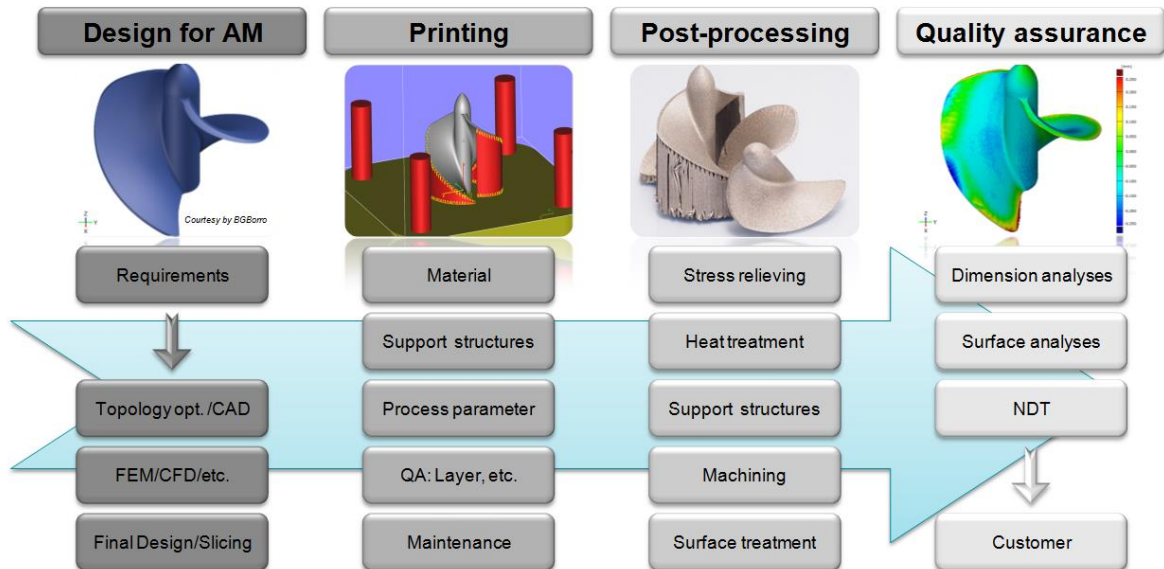 Design for AM
Printing
Post-processing
Quality assurance
Courtesy by BGBorro
Requirements
Material
Stress relieving
Dimension analyses
Support structures
Heat treatment
Surface analyses
Topology opt./CAD
Process parameter
Support structures
NDT
FEM/CFD/etc.
QA: Layer, etc.
Machining
Final Design/Slicing
Maintenance
Surface treatment
Customer